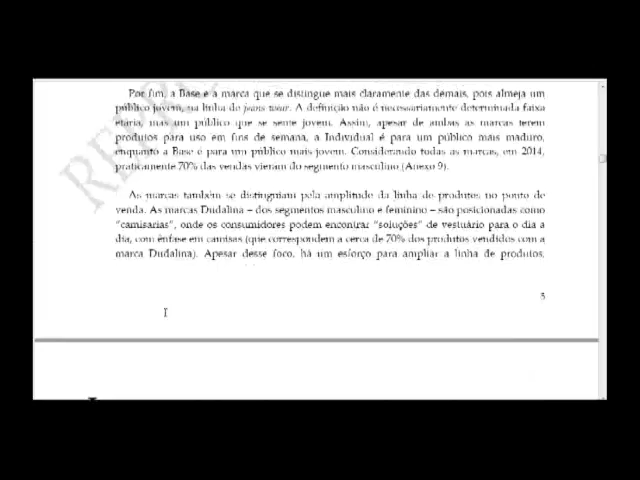 Por fim, a Base é a marca que se distingue mais claramente das demais, pois almeja um
público jovem, na linha do jeans wear. A definição não é necessariamente determinada faixa
etária, mas um público que se sente jovem. Assim, apesar de ambas as marcas terem
produtos para uso em fins de semana, a Individual é para um público mais maduro,
enquanto a Base é para um público mais jovem. Considerando todas as marcas, em 2014,
praticamente 70% das vendas vieram do segmento masculino (Anexo 9).
As marcas também se distinguiam pela amplitude da linha de produtos no ponto de
venda. As marcas Dudalina – dos segmentos masculino e feminino – são posicionadas como
“camisarias”, onde os consumidores podem encontrar “soluções” de vestuário para o dia a
dia, com ênfase em camisas (que correspondem a cerca de 70% dos produtos vendidos com a
marca Dudalina). Apesar desse foco, há um esforço para ampliar a linha de produtos,
5